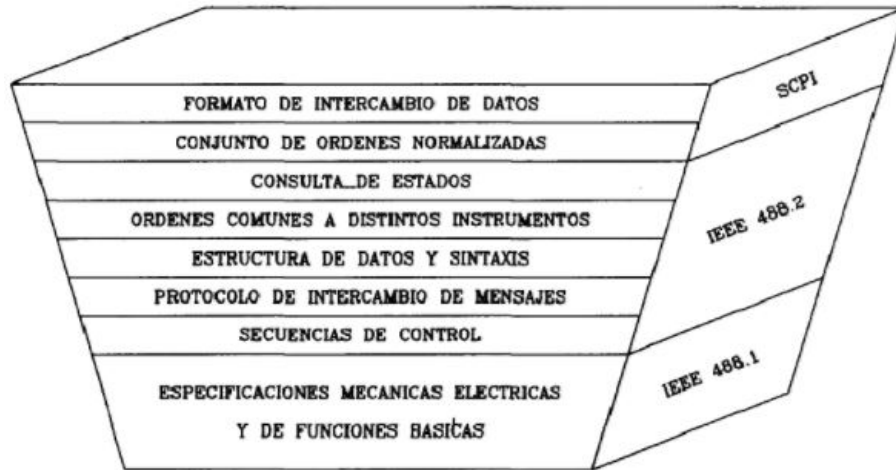 FORMATO DE INTERCAMBIO DE DATOS
SCPI
CONJUNTO DE ORDENES NORMALIZADAS
CONSULTA DE ESTADOS
ORDENES COMUNES A DISTINTOS INSTRUMENTOS
IEEE 488.2
ESTRUCTURA DE DATOS Y SINTAXIS
PROTOCOLO DE INTERCAMBIO DE MENSAJES
SECUENCIAS DE CONTROL
ESPECIFICACIONES MECANICAS ELECTRICAS
Y DE FUNCIONES BASICAS
IEEE 488.1